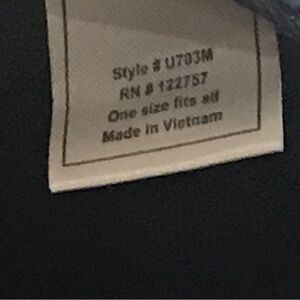 Style # U703M
RN # 122757
One size fits all
Made in Vietnam